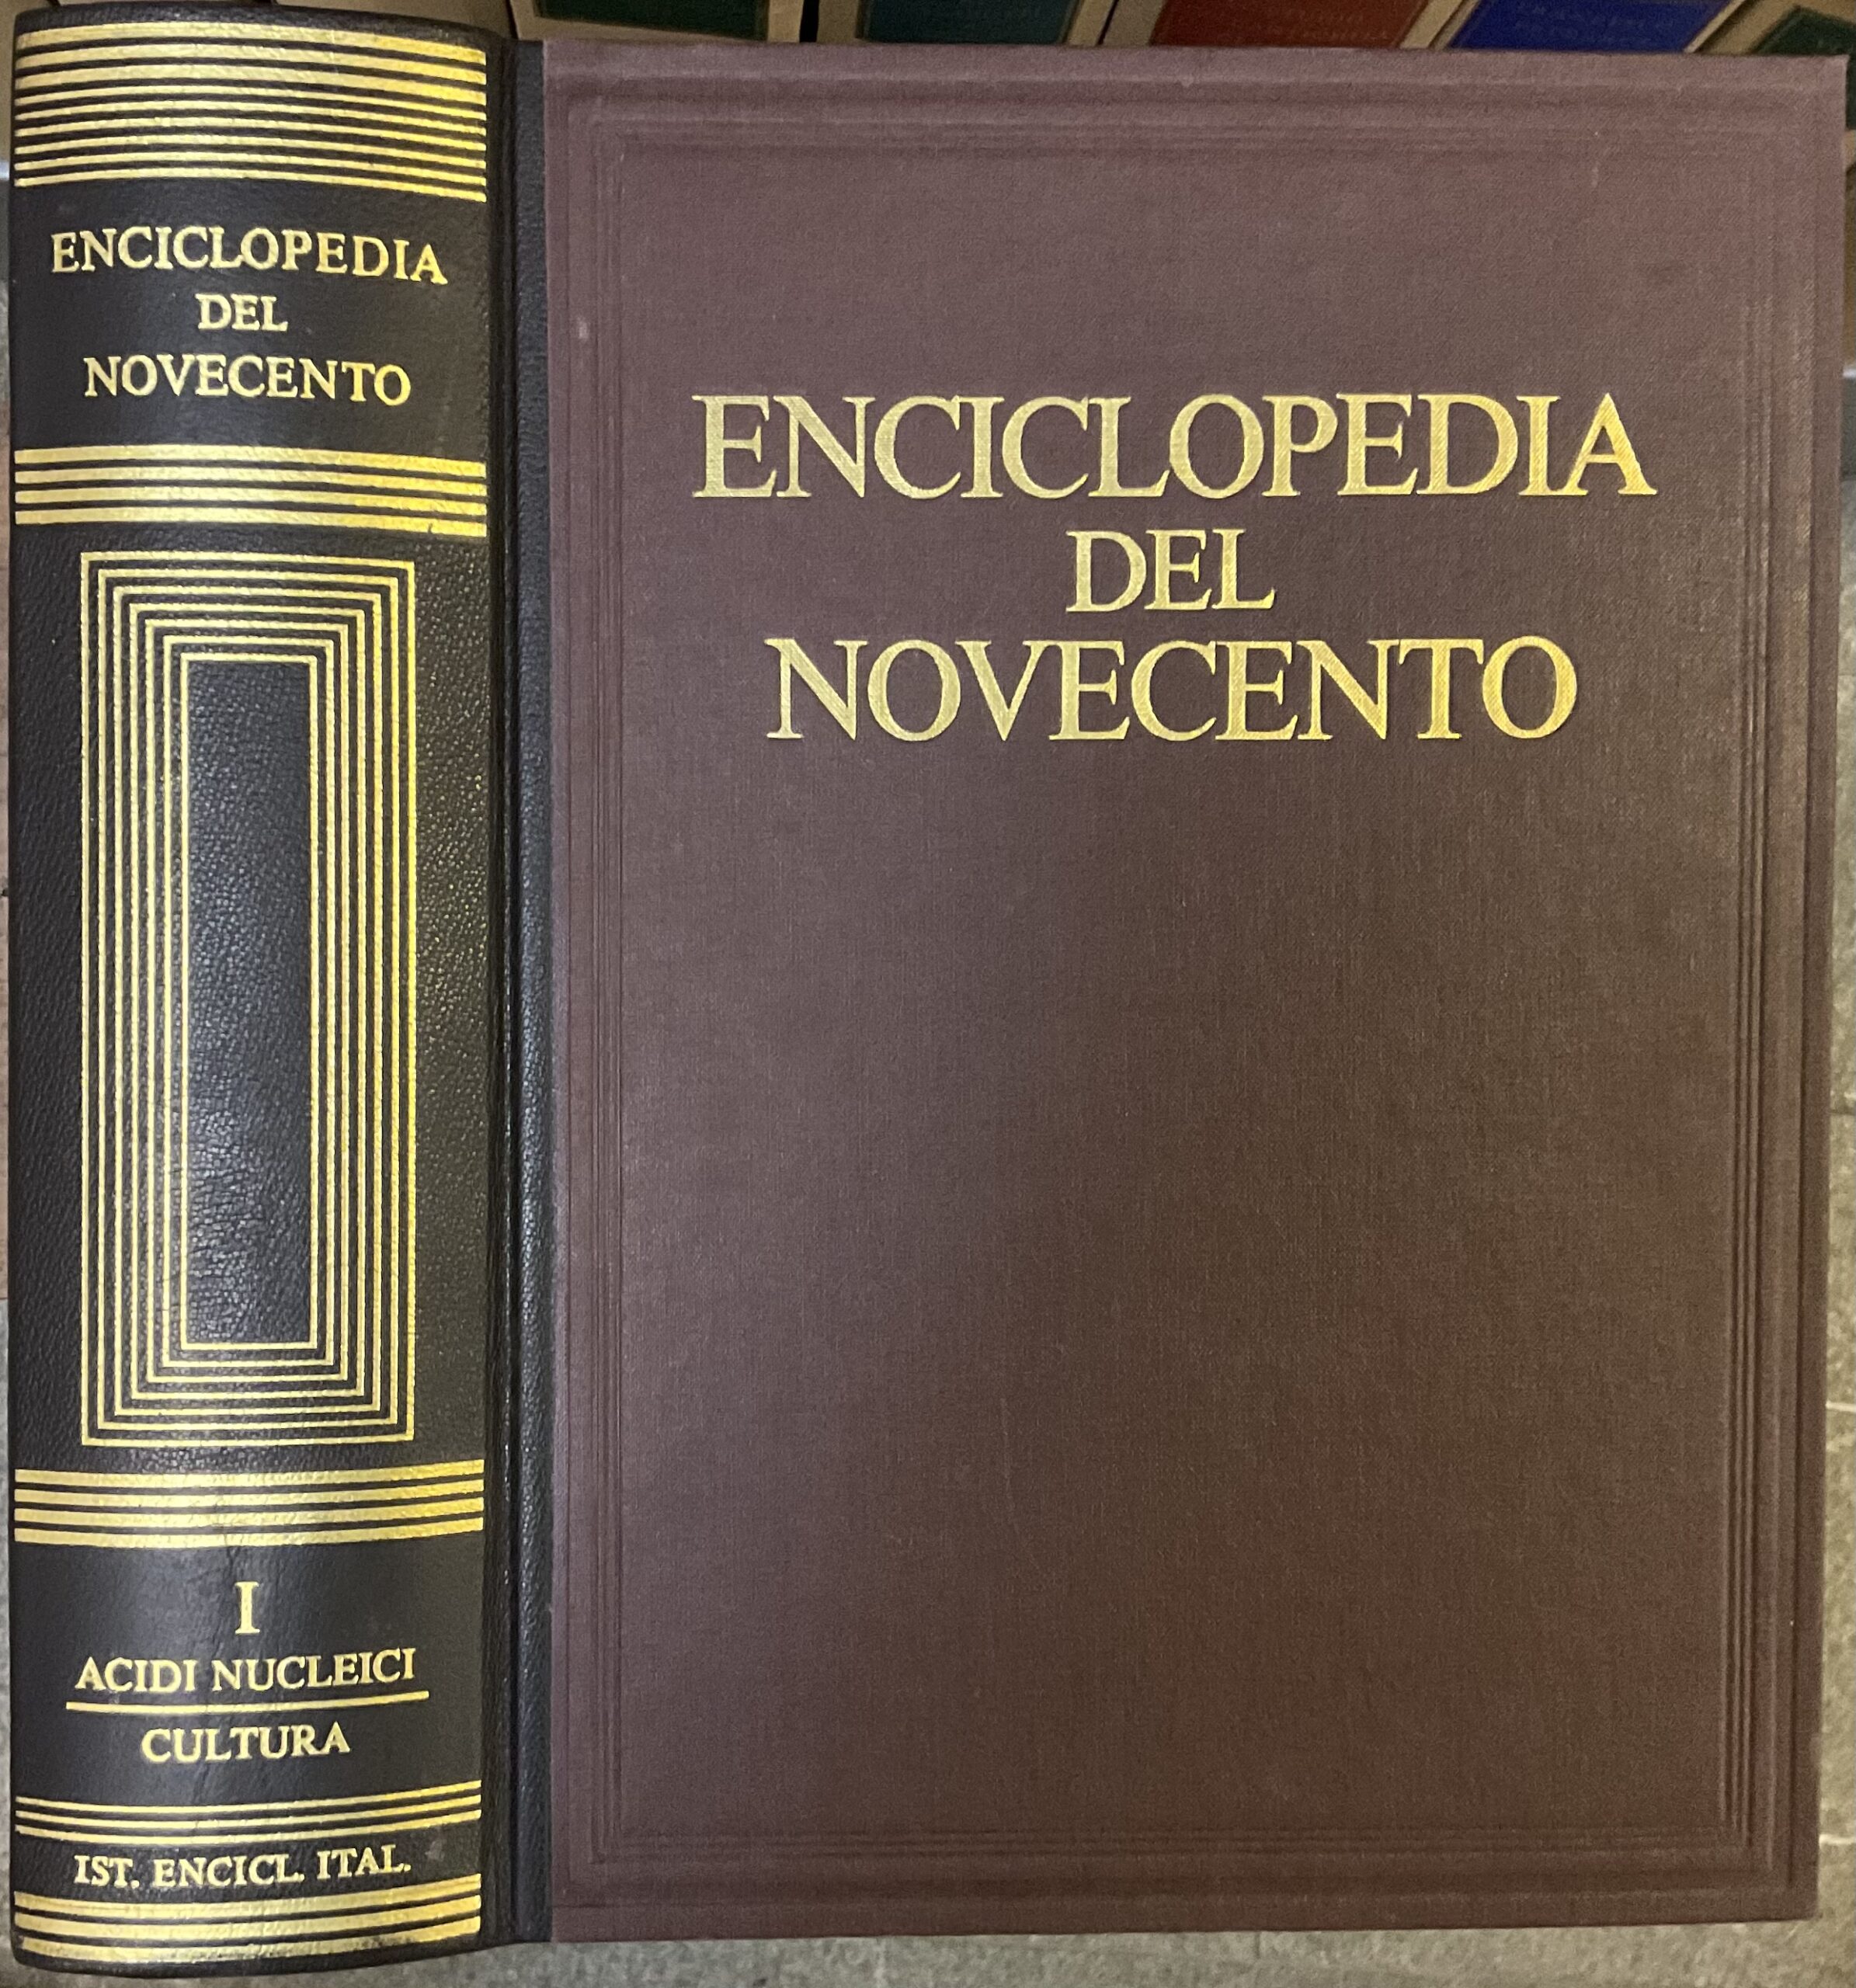 ENCICLOPEDIA
DEL
NOVECENTO
I
ACIDI NUCLEICI
CULTURA
IST. ENCICL. ITAL.
ENCICLOPEDIA
DEL
NOVECENTO